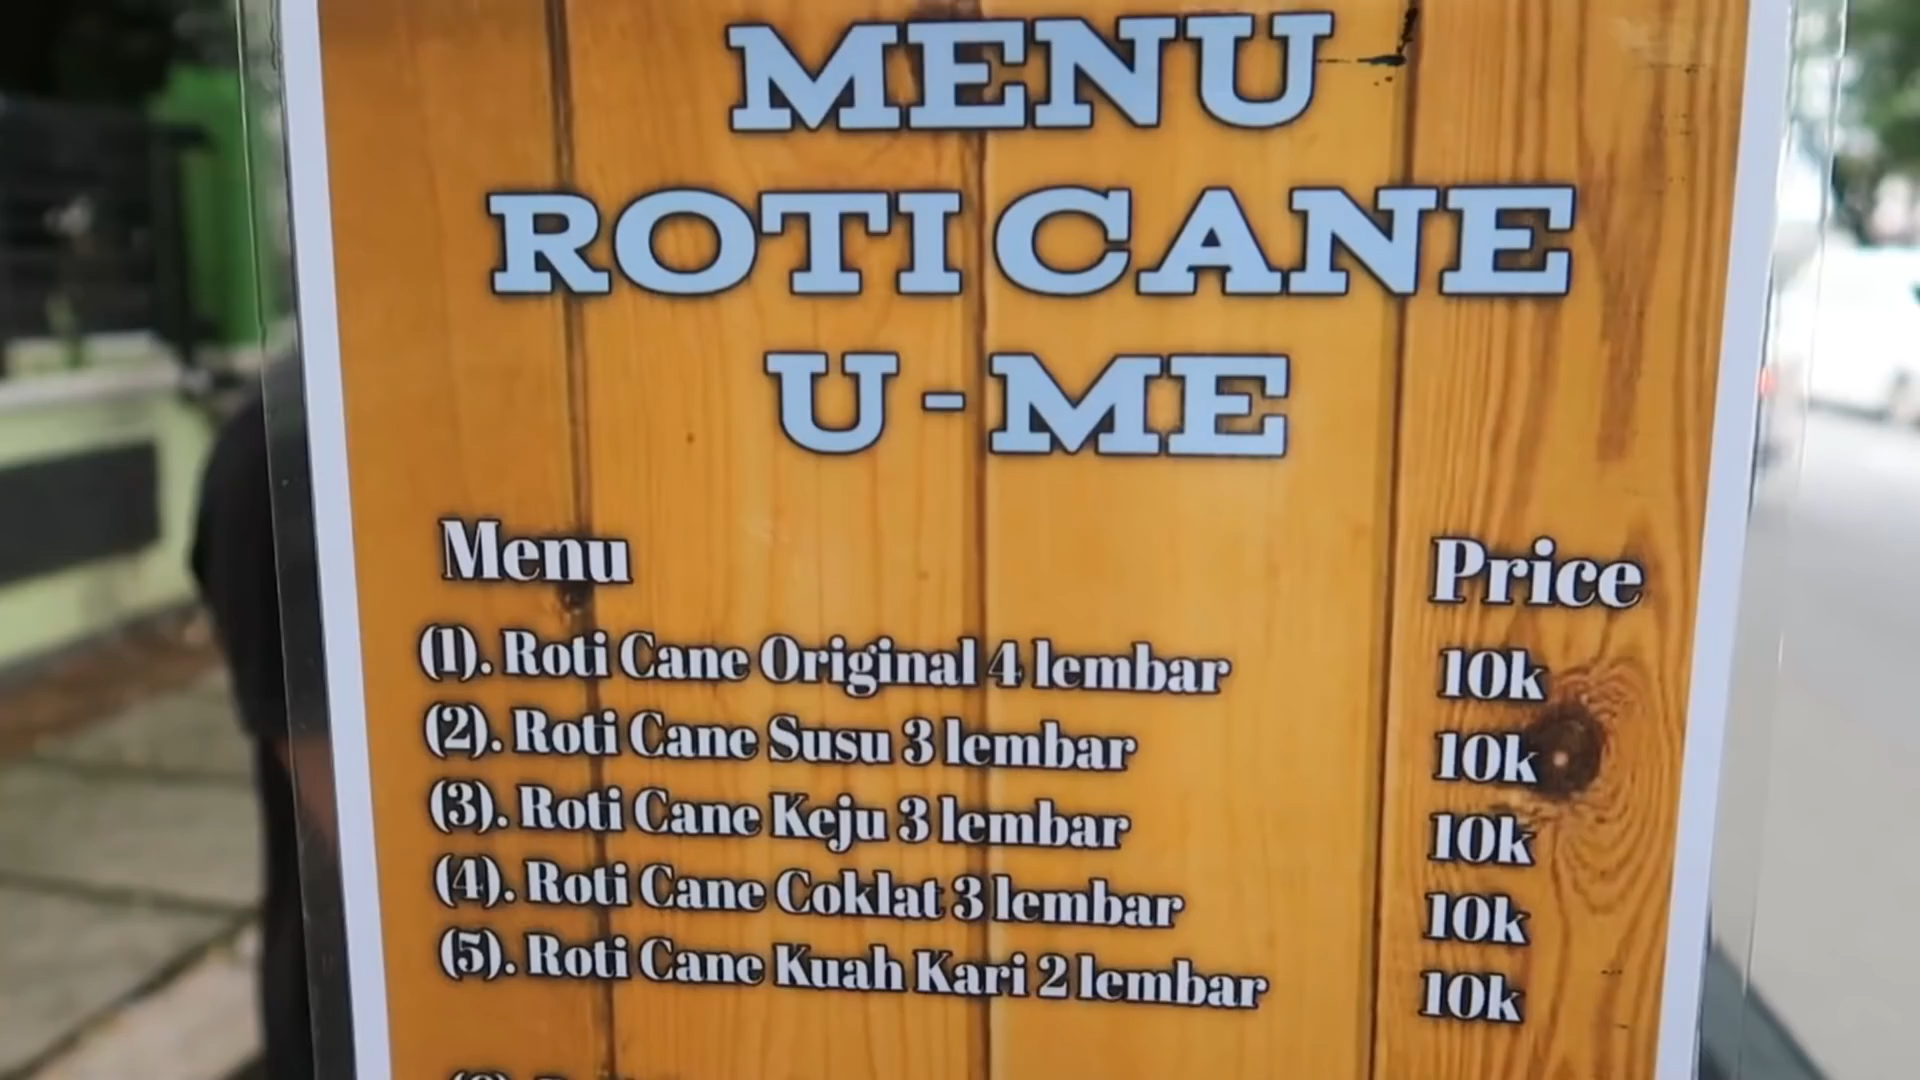 MENU
ROTI CANE
U - ME
Menu Price
(1). Roti Cane Original 4 lembar 10k
(2). Roti Cane Susu 3 lembar 10k
(3). Roti Cane Keju 3 lembar 10k
(4). Roti Cane Coklat 3 lembar 10k
(5). Roti Cane Kuah Kari 2 lembar 10k